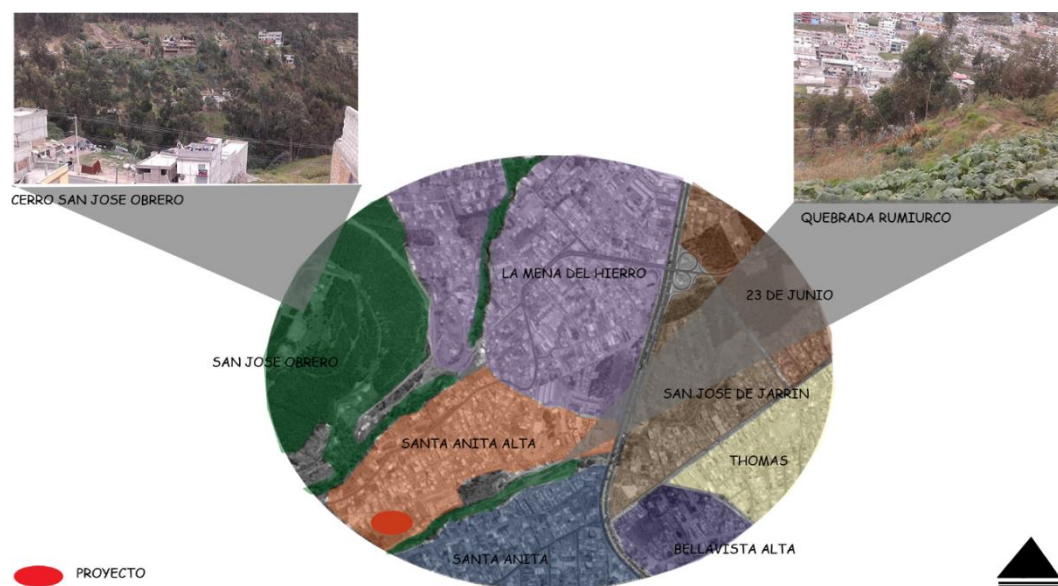 CERRO SAN JOSE OBRERO
QUEBRADA RUMIURCO
LA MENA DEL HIERRO
23 DE JUNIO
SAN JOSE OBRERO
SAN JOSE DE JARRIN
SANTA ANITA ALTA
THOMAS
SANTA ANITA
BELLAVISTA ALTA
PROYECTO